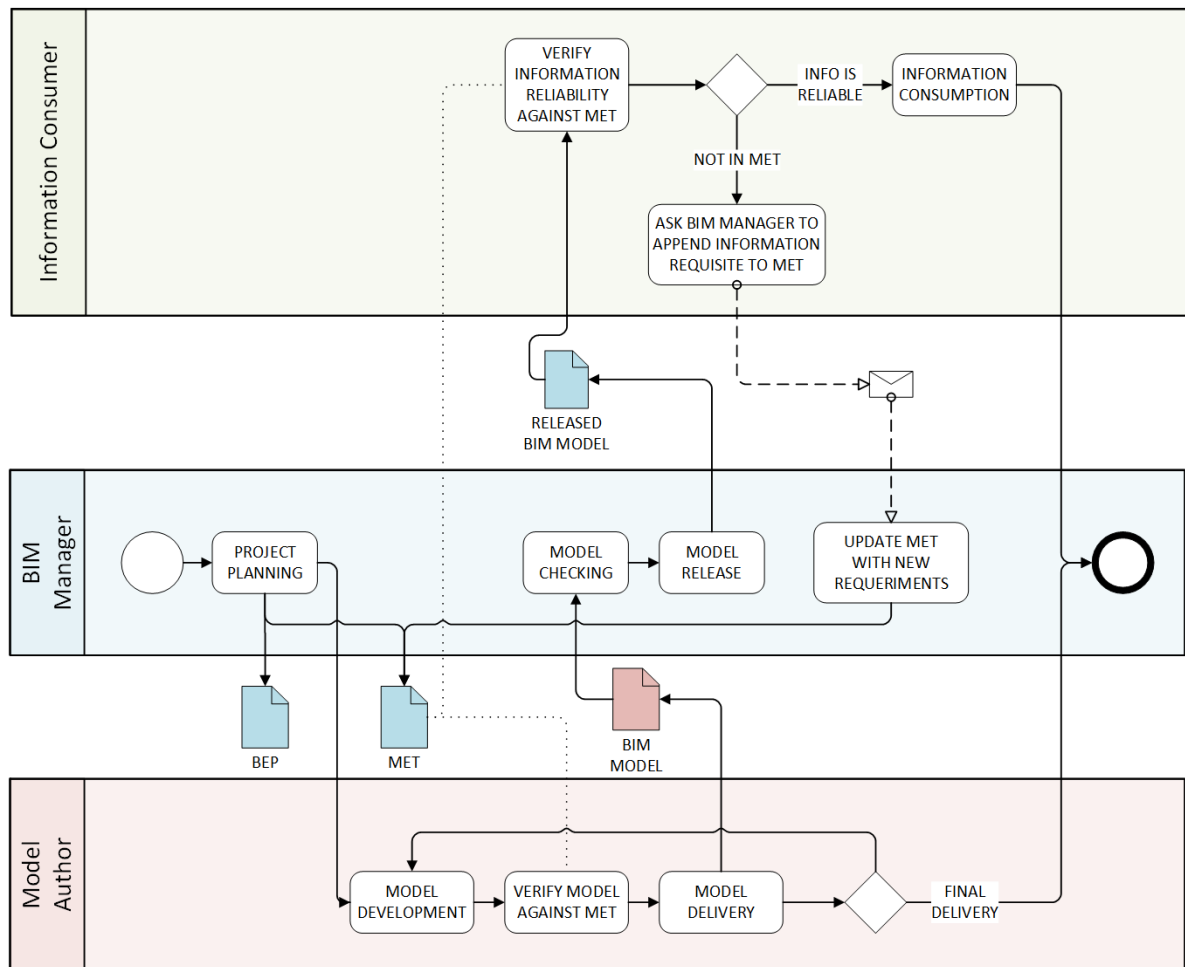 Information Consumer
VERIFY
INFORMATION
RELIABILITY
AGAINST MET
INFO IS
RELIABLE
INFORMATION
CONSUMPTION
NOT IN MET
ASK BIM MANAGER TO
APPEND INFORMATION
REQUISITE TO MET
RELEASED
BIM MODEL
BIM
Manager
PROJECT
PLANNING
MODEL
CHECKING
MODEL
RELEASE
UPDATE MET
WITH NEW
REQUERIMENTS
BEP
MET
BIM
MODEL
Model
Author
MODEL
DEVELOPMENT
VERIFY MODEL
AGAINST MET
MODEL
DELIVERY
FINAL
DELIVERY